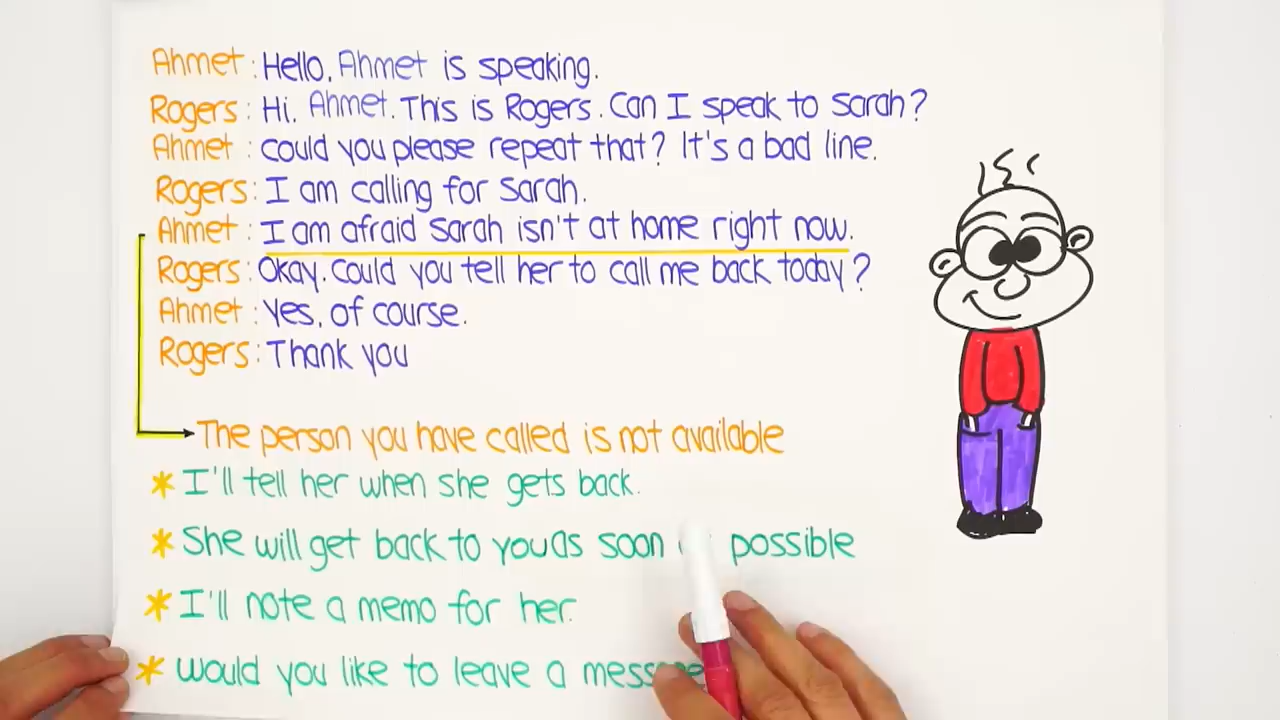 Ahmet : Hello, Ahmet is speaking.
Rogers : Hi, Ahmet. This is Rogers. Can I speak to Sarah?
Ahmet : Could you please repeat that? It's a bad line.
Rogers : I am calling for Sarah.
Ahmet : I am afraid Sarah isn't at home right now.
Rogers : Okay. Could you tell her to call me back today?
Ahmet : Yes, of course.
Rogers : Thank you
The person you have called is not available
* I'll tell her when she gets back.
* She will get back to you as soon possible
* I'll note a memo for her.
* Would you like to leave a